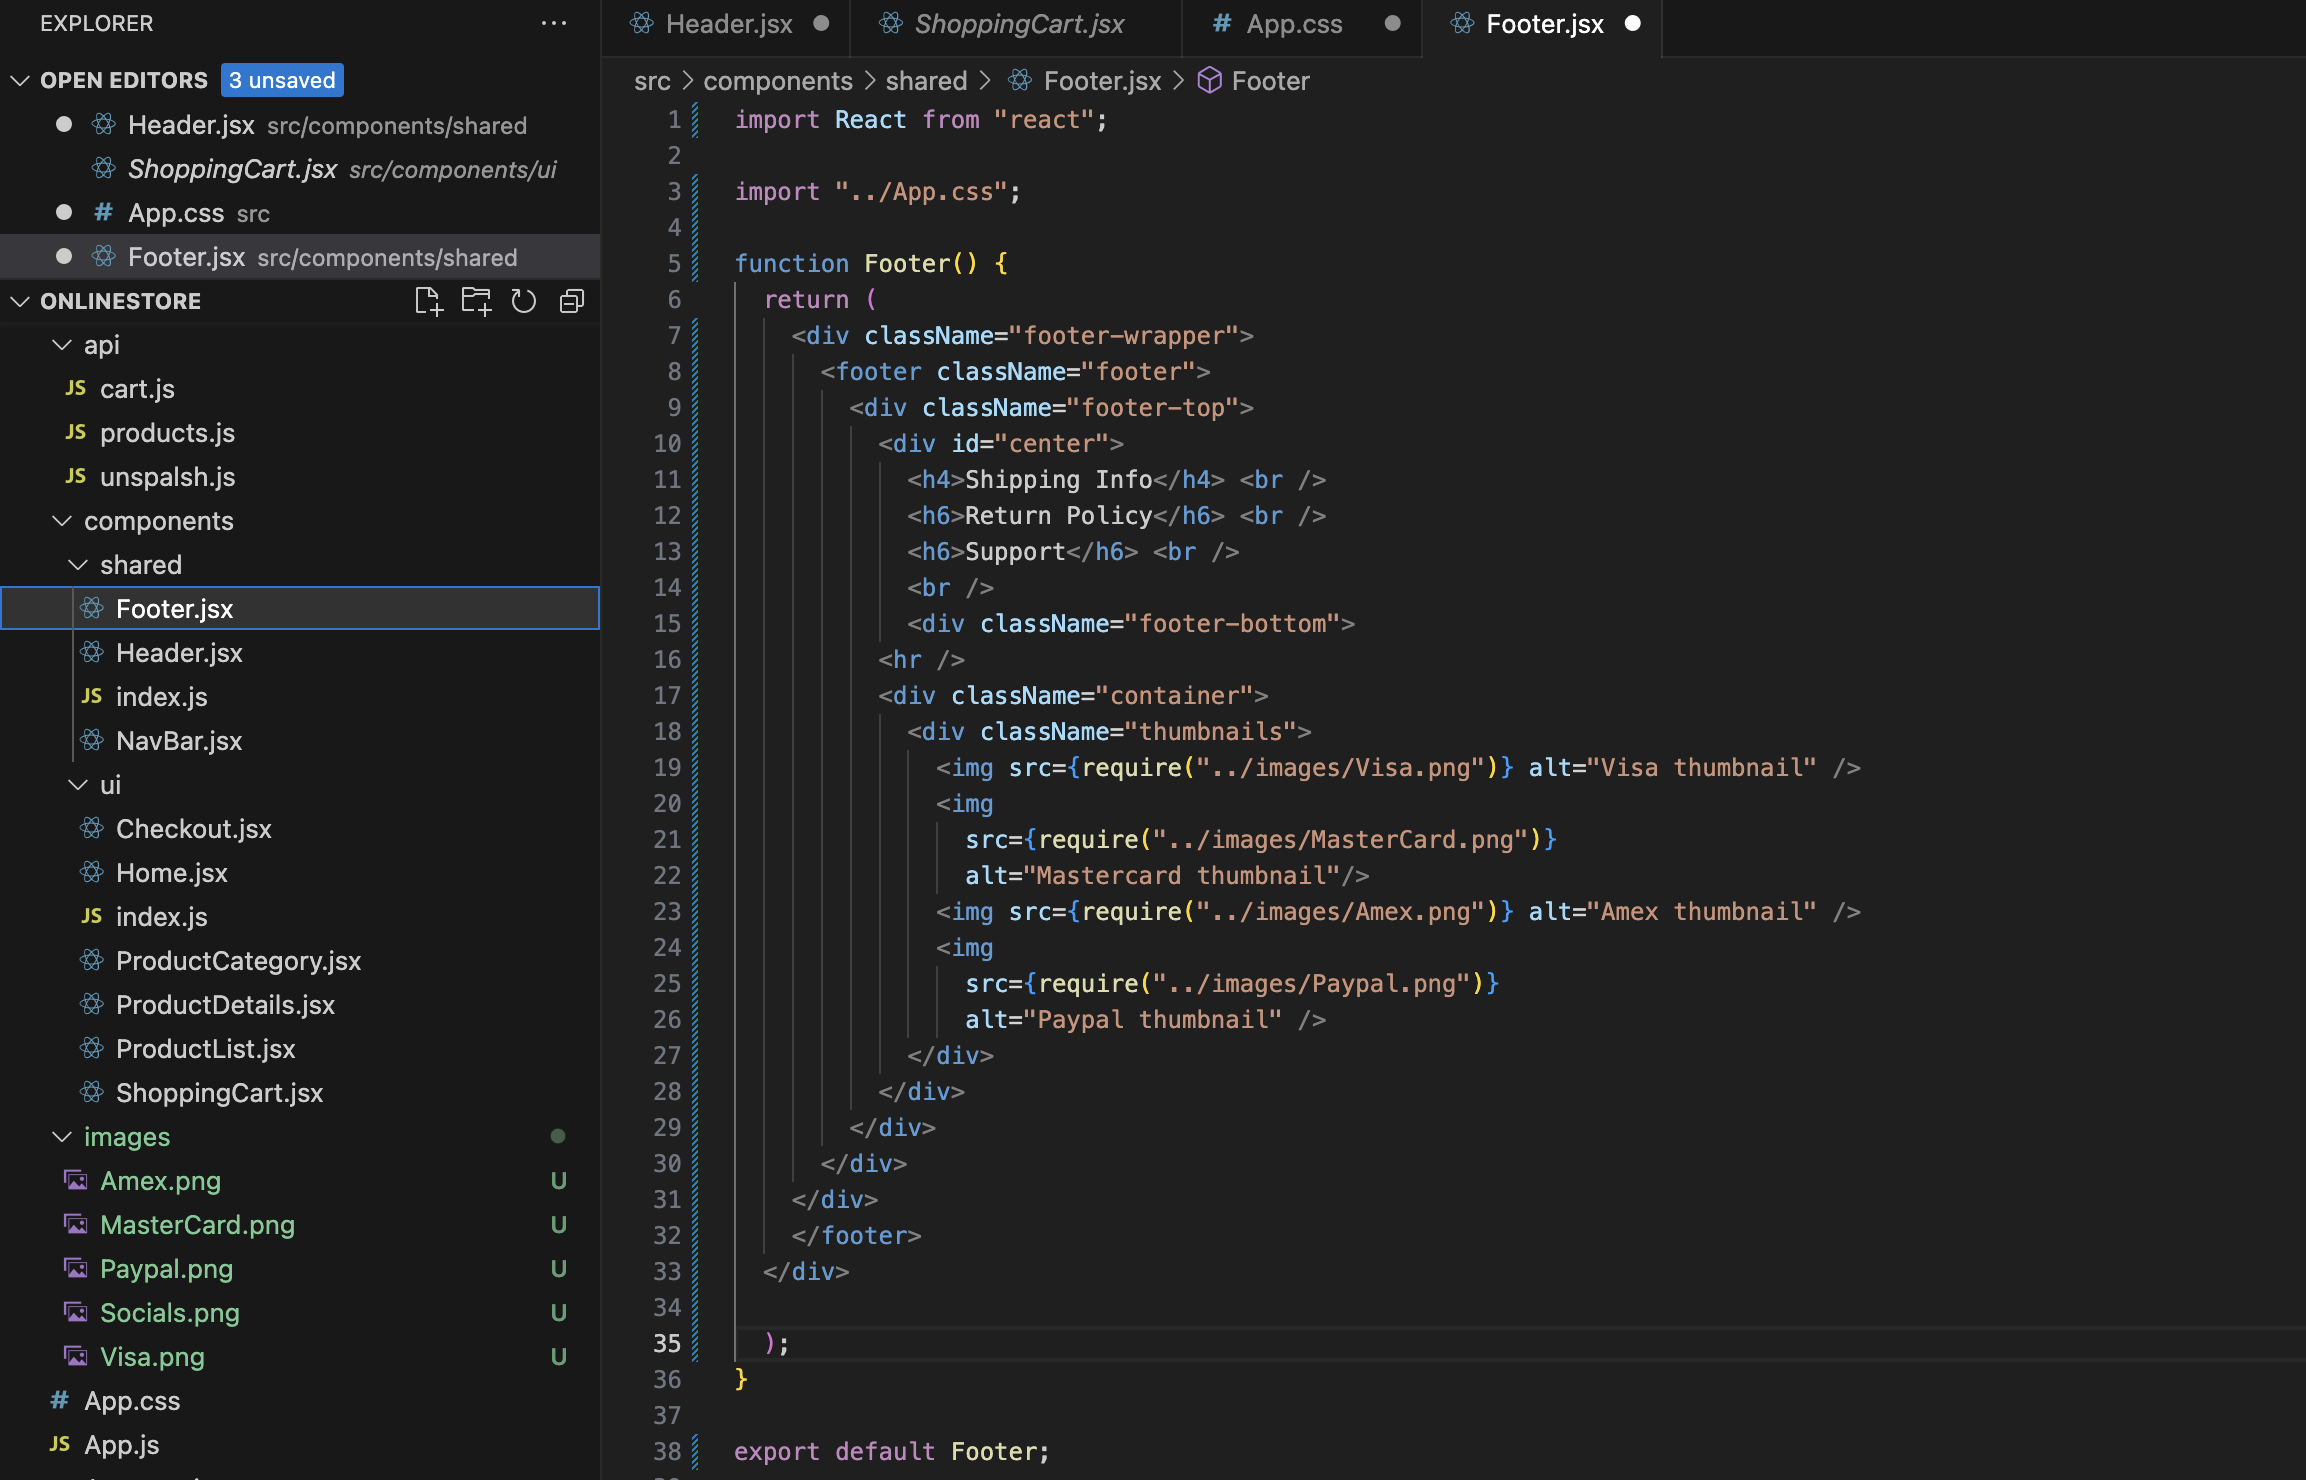 EXPLORER ...
OPEN EDITORS 3 unsaved
Header.jsx src/components/shared
ShoppingCart.jsx src/components/ui
# App.css src
Footer.jsx src/components/shared
ONLINESTORE
api
JS cart.js
JS products.js
JS unspalsh.js
components
shared
Footer.jsx
Header.jsx
JS index.js
NavBar.jsx
ui
Checkout.jsx
Home.jsx
JS index.js
ProductCategory.jsx
ProductDetails.jsx
ProductList.jsx
ShoppingCart.jsx
images
Amex.png U
MasterCard.png U
Paypal.png U
Socials.png U
Visa.png U
# App.css
JS App.js
Header.jsx ShoppingCart.jsx # App.css Footer.jsx
src > components > shared > Footer.jsx > Footer
1 import React from "react";
2
3 import "../App.css";
4
5 function Footer() {
6 return (
7 <div className="footer-wrapper">
8 <footer className="footer">
9 <div className="footer-top">
10 <div id="center">
11 <h4>Shipping Info</h4> <br />
12 <h6>Return Policy</h6> <br />
13 <h6>Support</h6> <br />
14 <br />
15 <div className="footer-bottom">
16 <hr />
17 <div className="container">
18 <div className="thumbnails">
19 <img src={require("../images/Visa.png")} alt="Visa thumbnail" />
20 <img
21 src={require("../images/MasterCard.png")}
22 alt="Mastercard thumbnail"/>
23 <img src={require("../images/Amex.png")} alt="Amex thumbnail" />
24 <img
25 src={require("../images/Paypal.png")}
26 alt="Paypal thumbnail" />
27 </div>
28 </div>
29 </div>
30 </div>
31 </div>
32 </footer>
33 </div>
34
35 );
36 }
37
38 export default Footer;